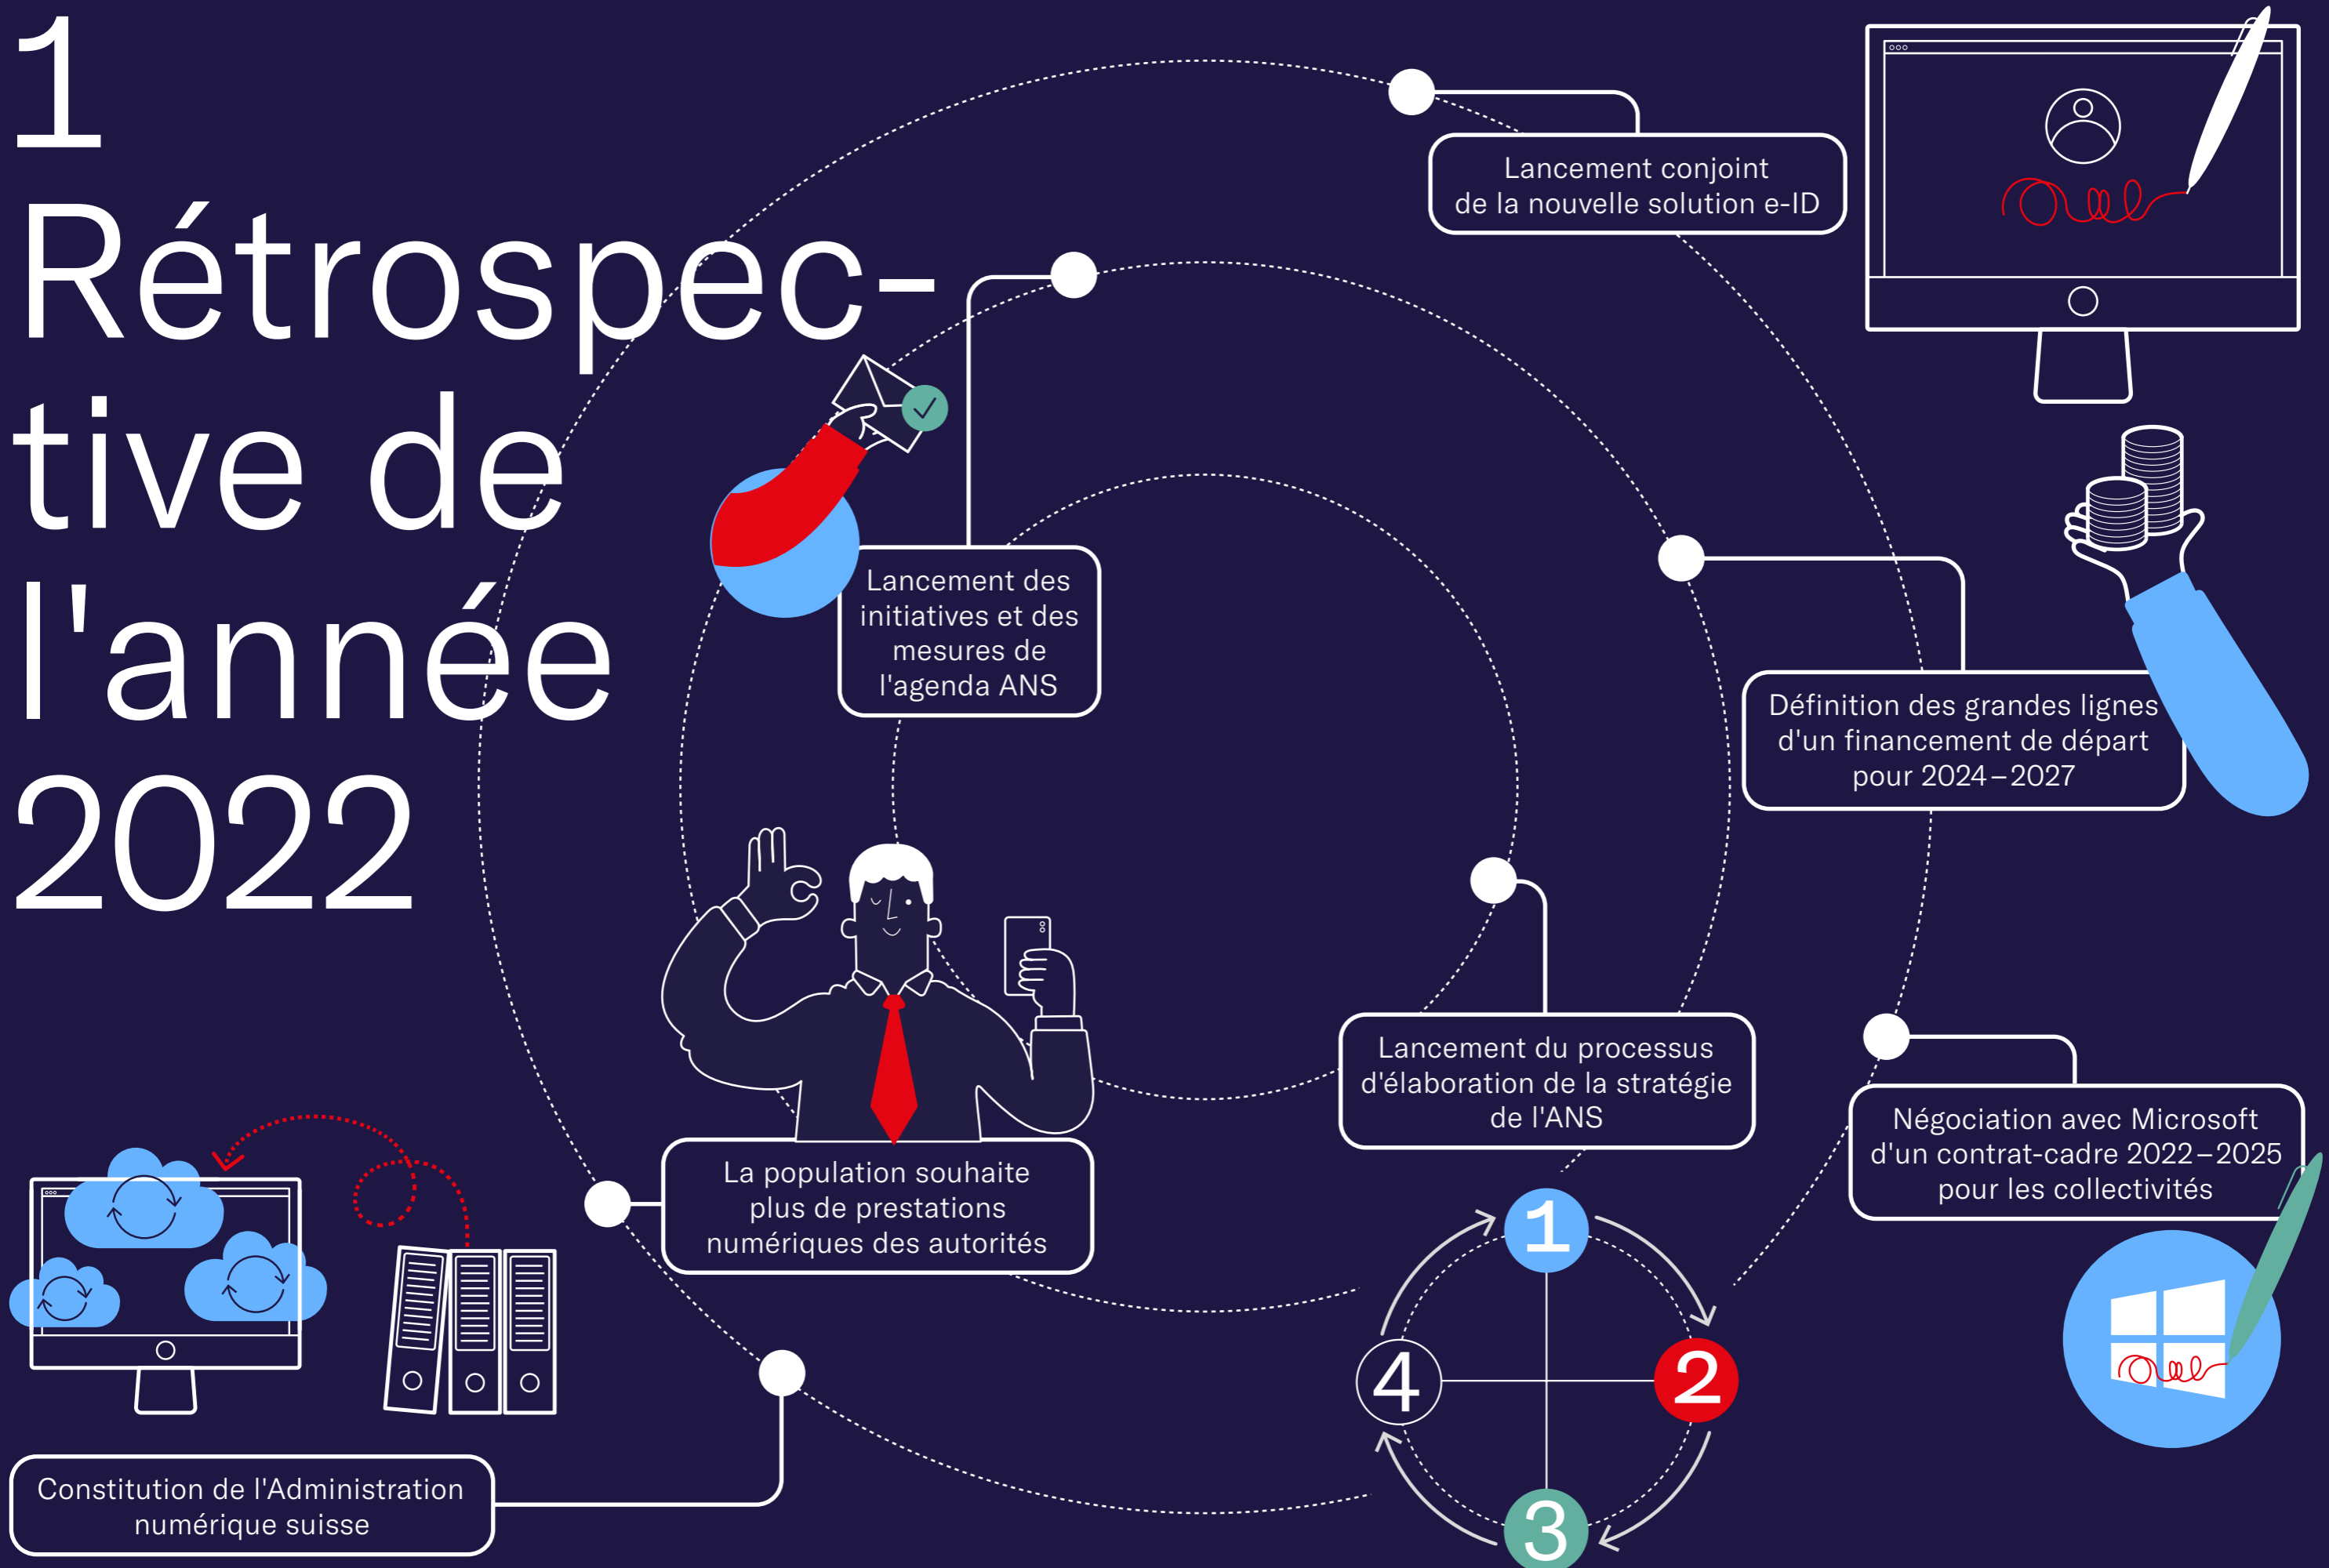 1
Rétrospec-
tive de
l'année
2022
Lancement conjoint
de la nouvelle solution e-ID
Lancement des
initiatives et des
mesures de
l'agenda ANS
Définition des grandes lignes
d'un financement de départ
pour 2024–2027
Lancement du processus
d'élaboration de la stratégie
de l'ANS
Négociation avec Microsoft
d'un contrat-cadre 2022–2025
pour les collectivités
La population souhaite
plus de prestations
numériques des autorités
Constitution de l'Administration
numérique suisse
1
2
3
4